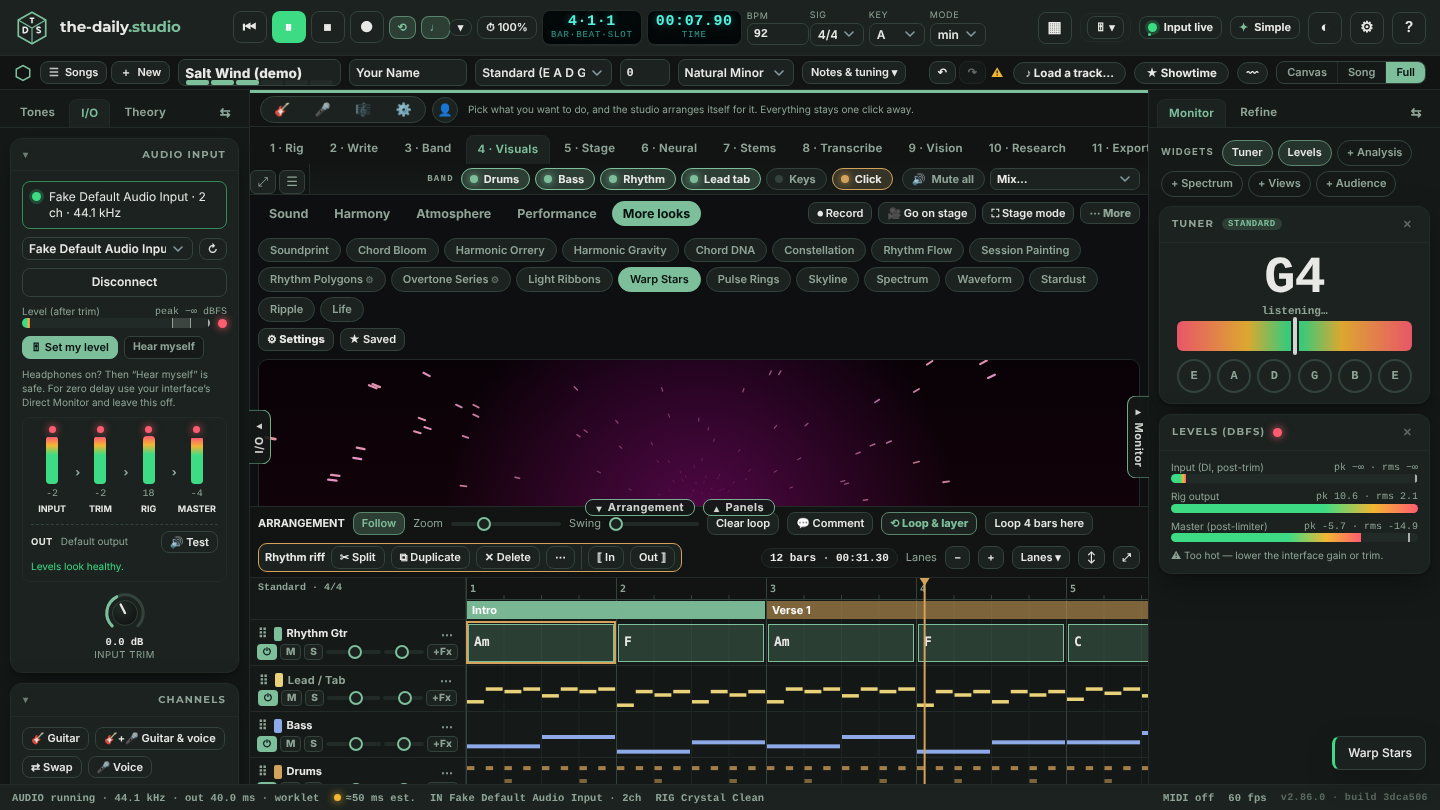 the-daily.studio
100%
4·1·1
BAR·BEAT·SLOT
00:07.90
TIME
BPM
92
SIG
4/4
KEY
A
MODE
min
Input live
Simple
?
Songs
+ New
Salt Wind (demo)
Your Name
Standard (E A D G
0
Natural Minor
Notes & tuning ▾
Load a track…
★ Showtime
Canvas
Song
Full
Tones
I/O
Theory
Pick what you want to do, and the studio arranges itself for it. Everything stays one click away.
Monitor
Refine
1 · Rig
2 · Write
3 · Band
4 · Visuals
5 · Stage
6 · Neural
7 · Stems
8 · Transcribe
9 · Vision
10 · Research
11 · Export
BAND
Drums
Bass
Rhythm
Lead tab
Keys
Click
Mute all
Mix…
Sound
Harmony
Atmosphere
Performance
More looks
Record
Go on stage
Stage mode
··· More
Soundprint
Chord Bloom
Harmonic Orrery
Harmonic Gravity
Chord DNA
Constellation
Rhythm Flow
Session Painting
Rhythm Polygons
Overtone Series
Light Ribbons
Warp Stars
Pulse Rings
Skyline
Spectrum
Waveform
Stardust
Ripple
Life
Settings
★ Saved
AUDIO INPUT
Fake Default Audio Input · 2
ch · 44.1 kHz
Fake Default Audio Inpu
Disconnect
Level (after trim)
peak −∞ dBFS
Set my level
Hear myself
Headphones on? Then “Hear myself” is
safe. For zero delay use your interface’s
Direct Monitor and leave this off.
-2
-2
18
-4
INPUT
TRIM
RIG
MASTER
OUT
Default output
Test
Levels look healthy.
0.0 dB
INPUT TRIM
CHANNELS
Guitar
Guitar & voice
Swap
Voice
I/O
Monitor
▾ Arrangement
▴ Panels
ARRANGEMENT
Follow
Zoom
Swing
Clear loop
Comment
Loop & layer
Loop 4 bars here
Rhythm riff
Split
Duplicate
Delete
···
⟦ In
Out ⟧
12 bars · 00:31.30
Lanes
−
+
Lanes ▾
Standard · 4/4
1
2
3
4
5
Intro
Verse 1
Rhythm Gtr
M
S
+Fx
Am
F
Am
F
C
Lead / Tab
M
S
+Fx
Bass
M
S
+Fx
Drums
WIDGETS
Tuner
Levels
+ Analysis
+ Spectrum
+ Views
+ Audience
TUNER
STANDARD
×
G4
listening…
E
A
D
G
B
E
LEVELS (DBFS)
×
Input (DI, post-trim)
pk −∞ · rms −∞
Rig output
pk 10.6 · rms 2.1
Master (post-limiter)
pk -5.7 · rms -14.9
⚠ Too hot — lower the interface gain or trim.
Warp Stars
AUDIO running · 44.1 kHz · out 40.0 ms · worklet
≈50 ms est.
IN Fake Default Audio Input · 2ch
RIG Crystal Clean
MIDI off
60 fps
v2.86.0 · build 3dca506